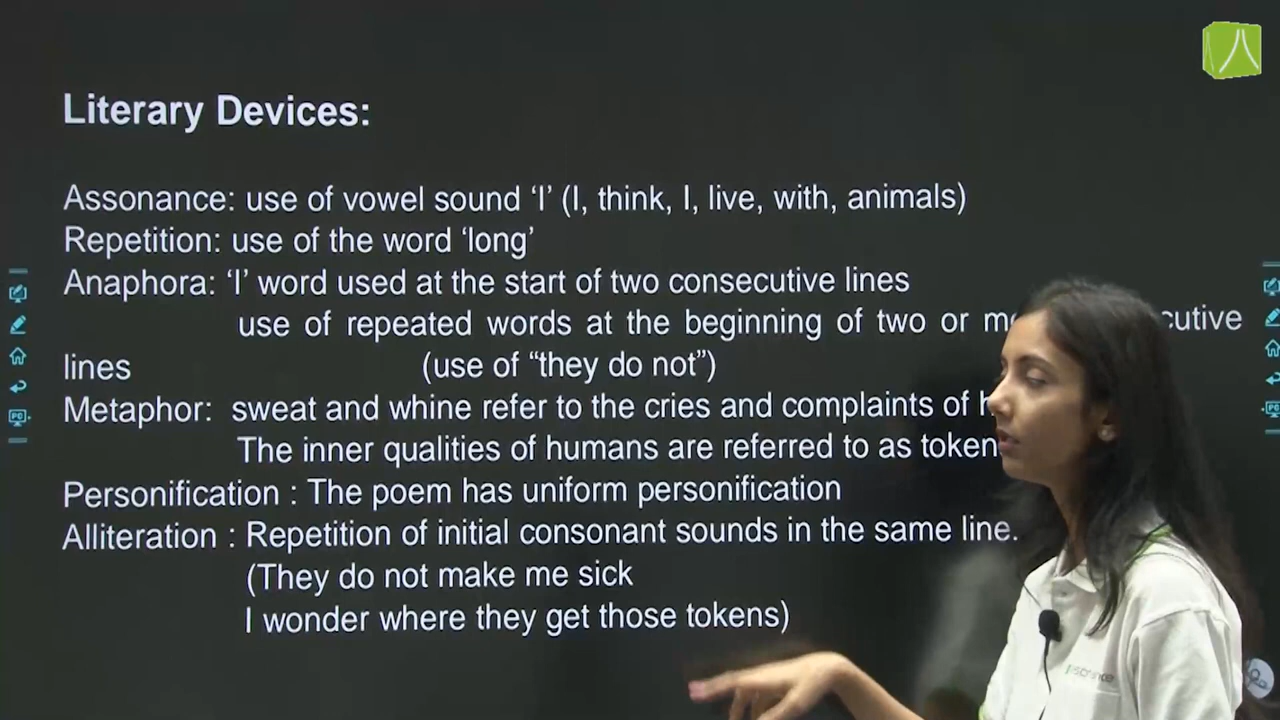 Literary Devices:
Assonance: use of vowel sound ‘I’ (I, think, I, live, with, animals)
Repetition: use of the word ‘long’
Anaphora: ‘I’ word used at the start of two consecutive lines
use of repeated words at the beginning of two or
lines (use of “they do not”)
Metaphor: sweat and whine refer to the cries and complaints of
The inner qualities of humans are referred to as
Personification : The poem has uniform personification
Alliteration : Repetition of initial consonant sounds in the same line.
(They do not make me sick
I wonder where they get those tokens)